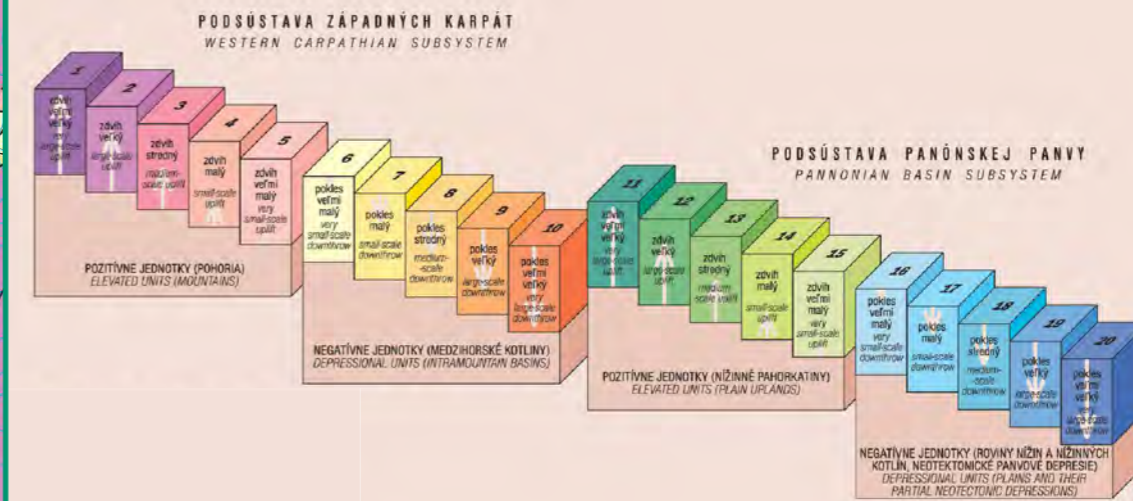 PODSÚSTAVA ZÁPADNÝCH KARPÁT
WESTERN CARPATHIAN SUBSYSTEM
1
zdvih
veľmi
veľký
very
large-scale
uplift
2
zdvih
veľký
large-scale
uplift
3
zdvih
stredný
medium-
scale uplift
4
zdvih
malý
small-scale
uplift
5
zdvih
veľmi
malý
very
small-scale
uplift
POZITÍVNE JEDNOTKY (POHORIA)
ELEVATED UNITS (MOUNTAINS)
6
pokles
veľmi
malý
very
small-scale
downthrow
7
pokles
malý
small-scale
downthrow
8
pokles
stredný
medium-
scale
downthrow
9
pokles
veľký
large-scale
downthrow
10
pokles
veľmi
veľký
very
large-scale
downthrow
NEGATÍVNE JEDNOTKY (MEDZIHORSKÉ KOTLINY)
DEPRESSIONAL UNITS (INTRAMOUNTAIN BASINS)
PODSÚSTAVA PANÓNSKEJ PANVY
PANNONIAN BASIN SUBSYSTEM
11
zdvih
veľmi
veľký
very
large-scale
uplift
12
zdvih
veľký
large-scale
uplift
13
zdvih
stredný
medium-
scale uplift
14
zdvih
malý
small-scale
uplift
15
zdvih
veľmi
malý
very
small-scale
uplift
POZITÍVNE JEDNOTKY (NÍŽINNÉ PAHORKATINY)
ELEVATED UNITS (PLAIN UPLANDS)
16
pokles
veľmi
malý
very
small-scale
downthrow
17
pokles
malý
small-scale
downthrow
18
pokles
stredný
medium-
scale
downthrow
19
pokles
veľký
large-scale
downthrow
20
pokles
veľmi
veľký
very
large-scale
downthrow
NEGATÍVNE JEDNOTKY (ROVINY NÍŽIN A NÍŽINNÝCH
KOTLÍN, NEOTEKTONICKÉ PANVOVÉ DEPRESIE)
DEPRESSIONAL UNITS (PLAINS AND THEIR
PARTIAL NEOTECTONIC DEPRESSIONS)